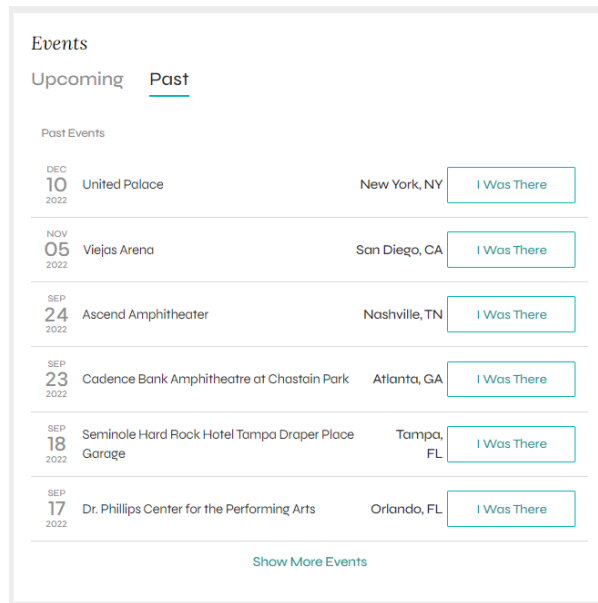 Events
Upcoming Past
Past Events
DEC
10
2022
United Palace
New York, NY
I Was There
NOV
05
2022
Viejas Arena
San Diego, CA
I Was There
SEP
24
2022
Ascend Amphitheater
Nashville, TN
I Was There
SEP
23
2022
Cadence Bank Amphitheatre at Chastain Park
Atlanta, GA
I Was There
SEP
18
2022
Seminole Hard Rock Hotel Tampa Draper Place
Garage
Tampa,
FL
I Was There
SEP
17
2022
Dr. Phillips Center for the Performing Arts
Orlando, FL
I Was There
Show More Events